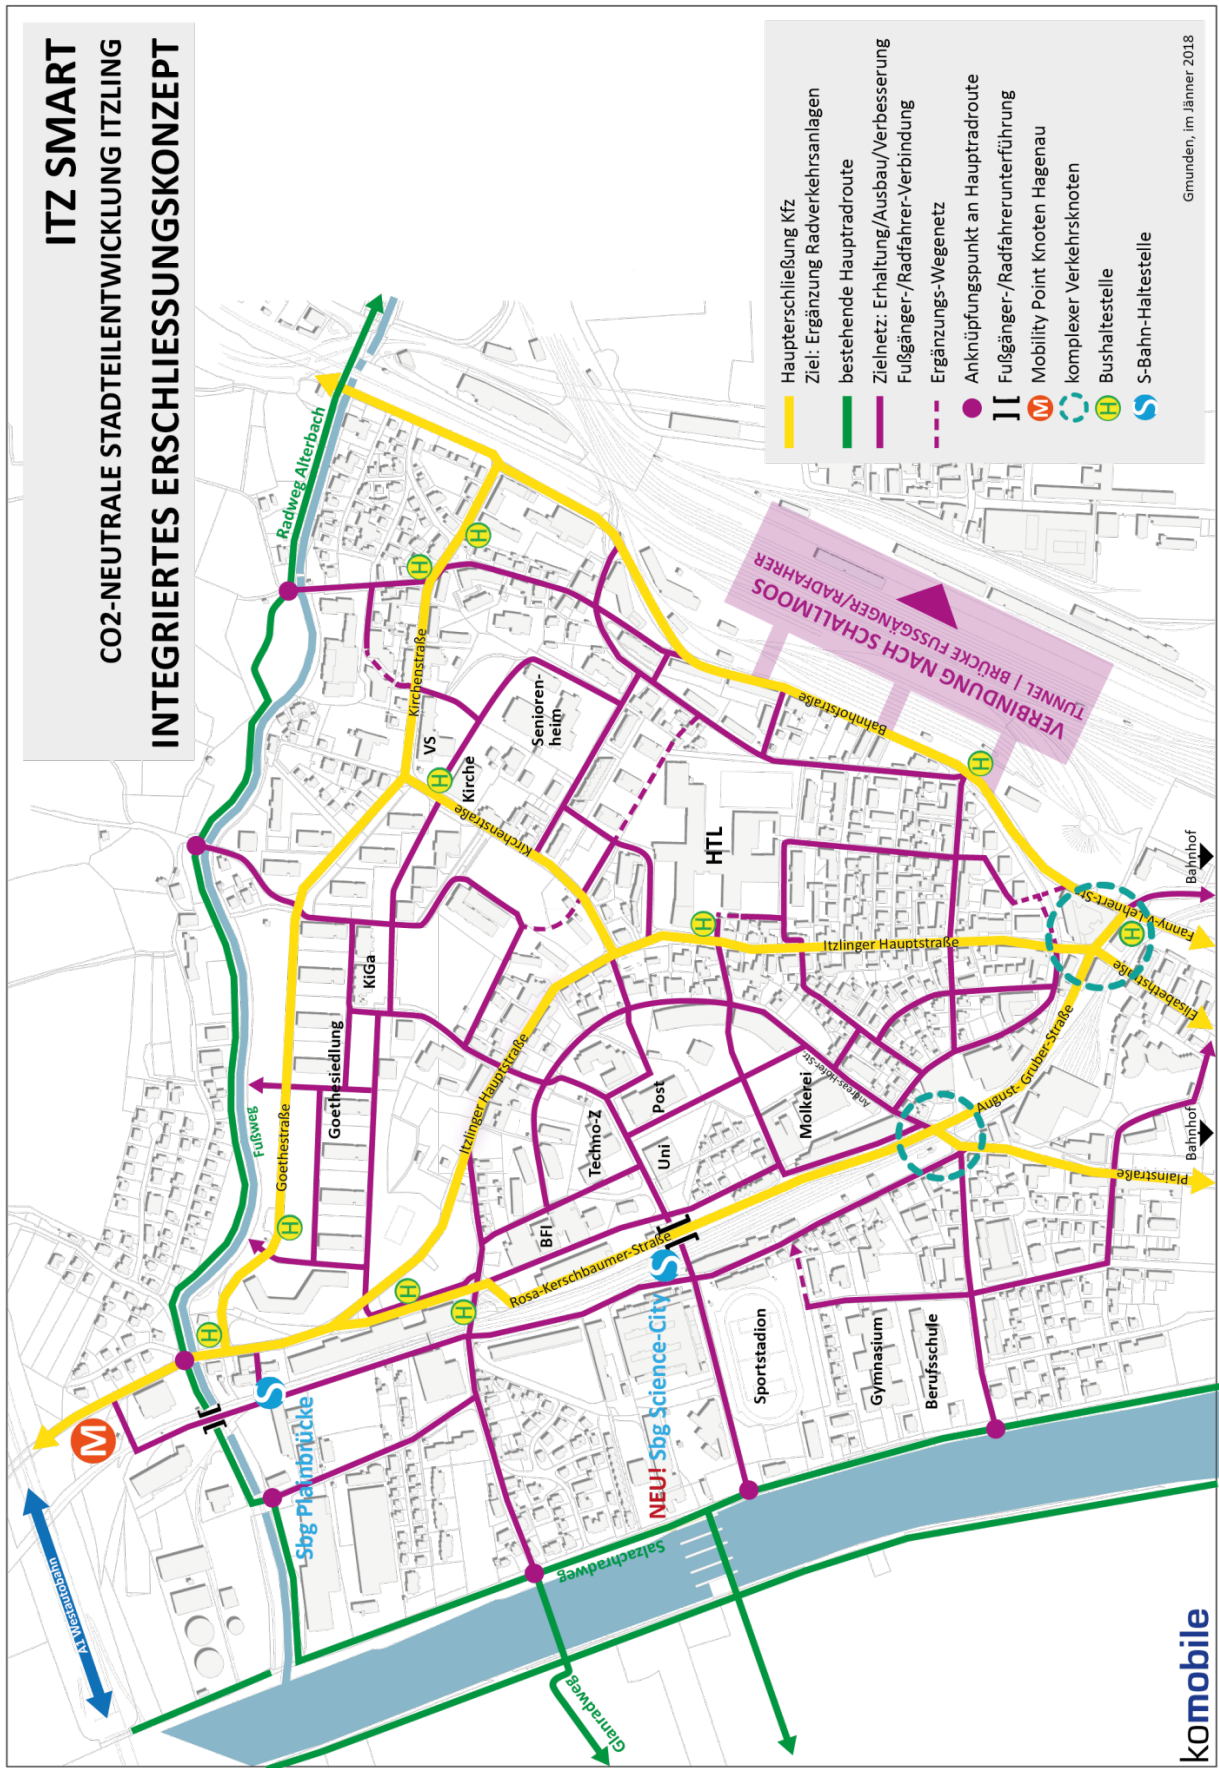 ITZ SMART
CO2-NEUTRALE STADTEILENTWICKLUNG ITZLING
INTEGRIERTES ERSCHLIESSUNGSKONZEPT
Haupterschließung Kfz
Ziel: Ergänzung Radverkehrsanlagen
bestehende Hauptradroute
Zielnetz: Erhaltung/Ausbau/Verbesserung
Fußgänger-/Radfahrer-Verbindung
Ergänzungs-Wegenetz
Anknüpfungspunkt an Hauptradroute
Fußgänger-/Radfahrerunterführung
M Mobility Point Knoten Hagenau
komplexer Verkehrsknoten
H Bushaltestelle
S S-Bahn-Haltestelle
Gmunden, im Jänner 2018
A1 Westautobahn
M
Radweg Alterbach
Fußweg
Goethestraße
Goethesiedlung
KiGa
Kirchenstraße
VS
Kirche
Kirchenstraße
Senioren-
heim
H
H
H
H
H
H
H
H
H
H
S
Sbg Plainbrücke
Itzlinger Hauptstraße
BFI
Techno-Z
Uni
Post
Molkerei
HTL
Itzlinger Hauptstraße
Andreas-Hofer-Str.
Rosa-Kerschbaumer-Straße
NEU! Sbg Science-City S
Sportstadion
Gymnasium
Berufsschule
August- Gruber-Straße
Plainstraße
Elisabethstraße
Fanny-v-Lehnert-Str.
Bahnhofstraße
VERBINDUNG NACH SCHALLMOOS
TUNNEL | BRÜCKE FUSSGÄNGER/RADFAHRER
Bahnhof
Bahnhof
Salzachradweg
Glanradweg
komobile